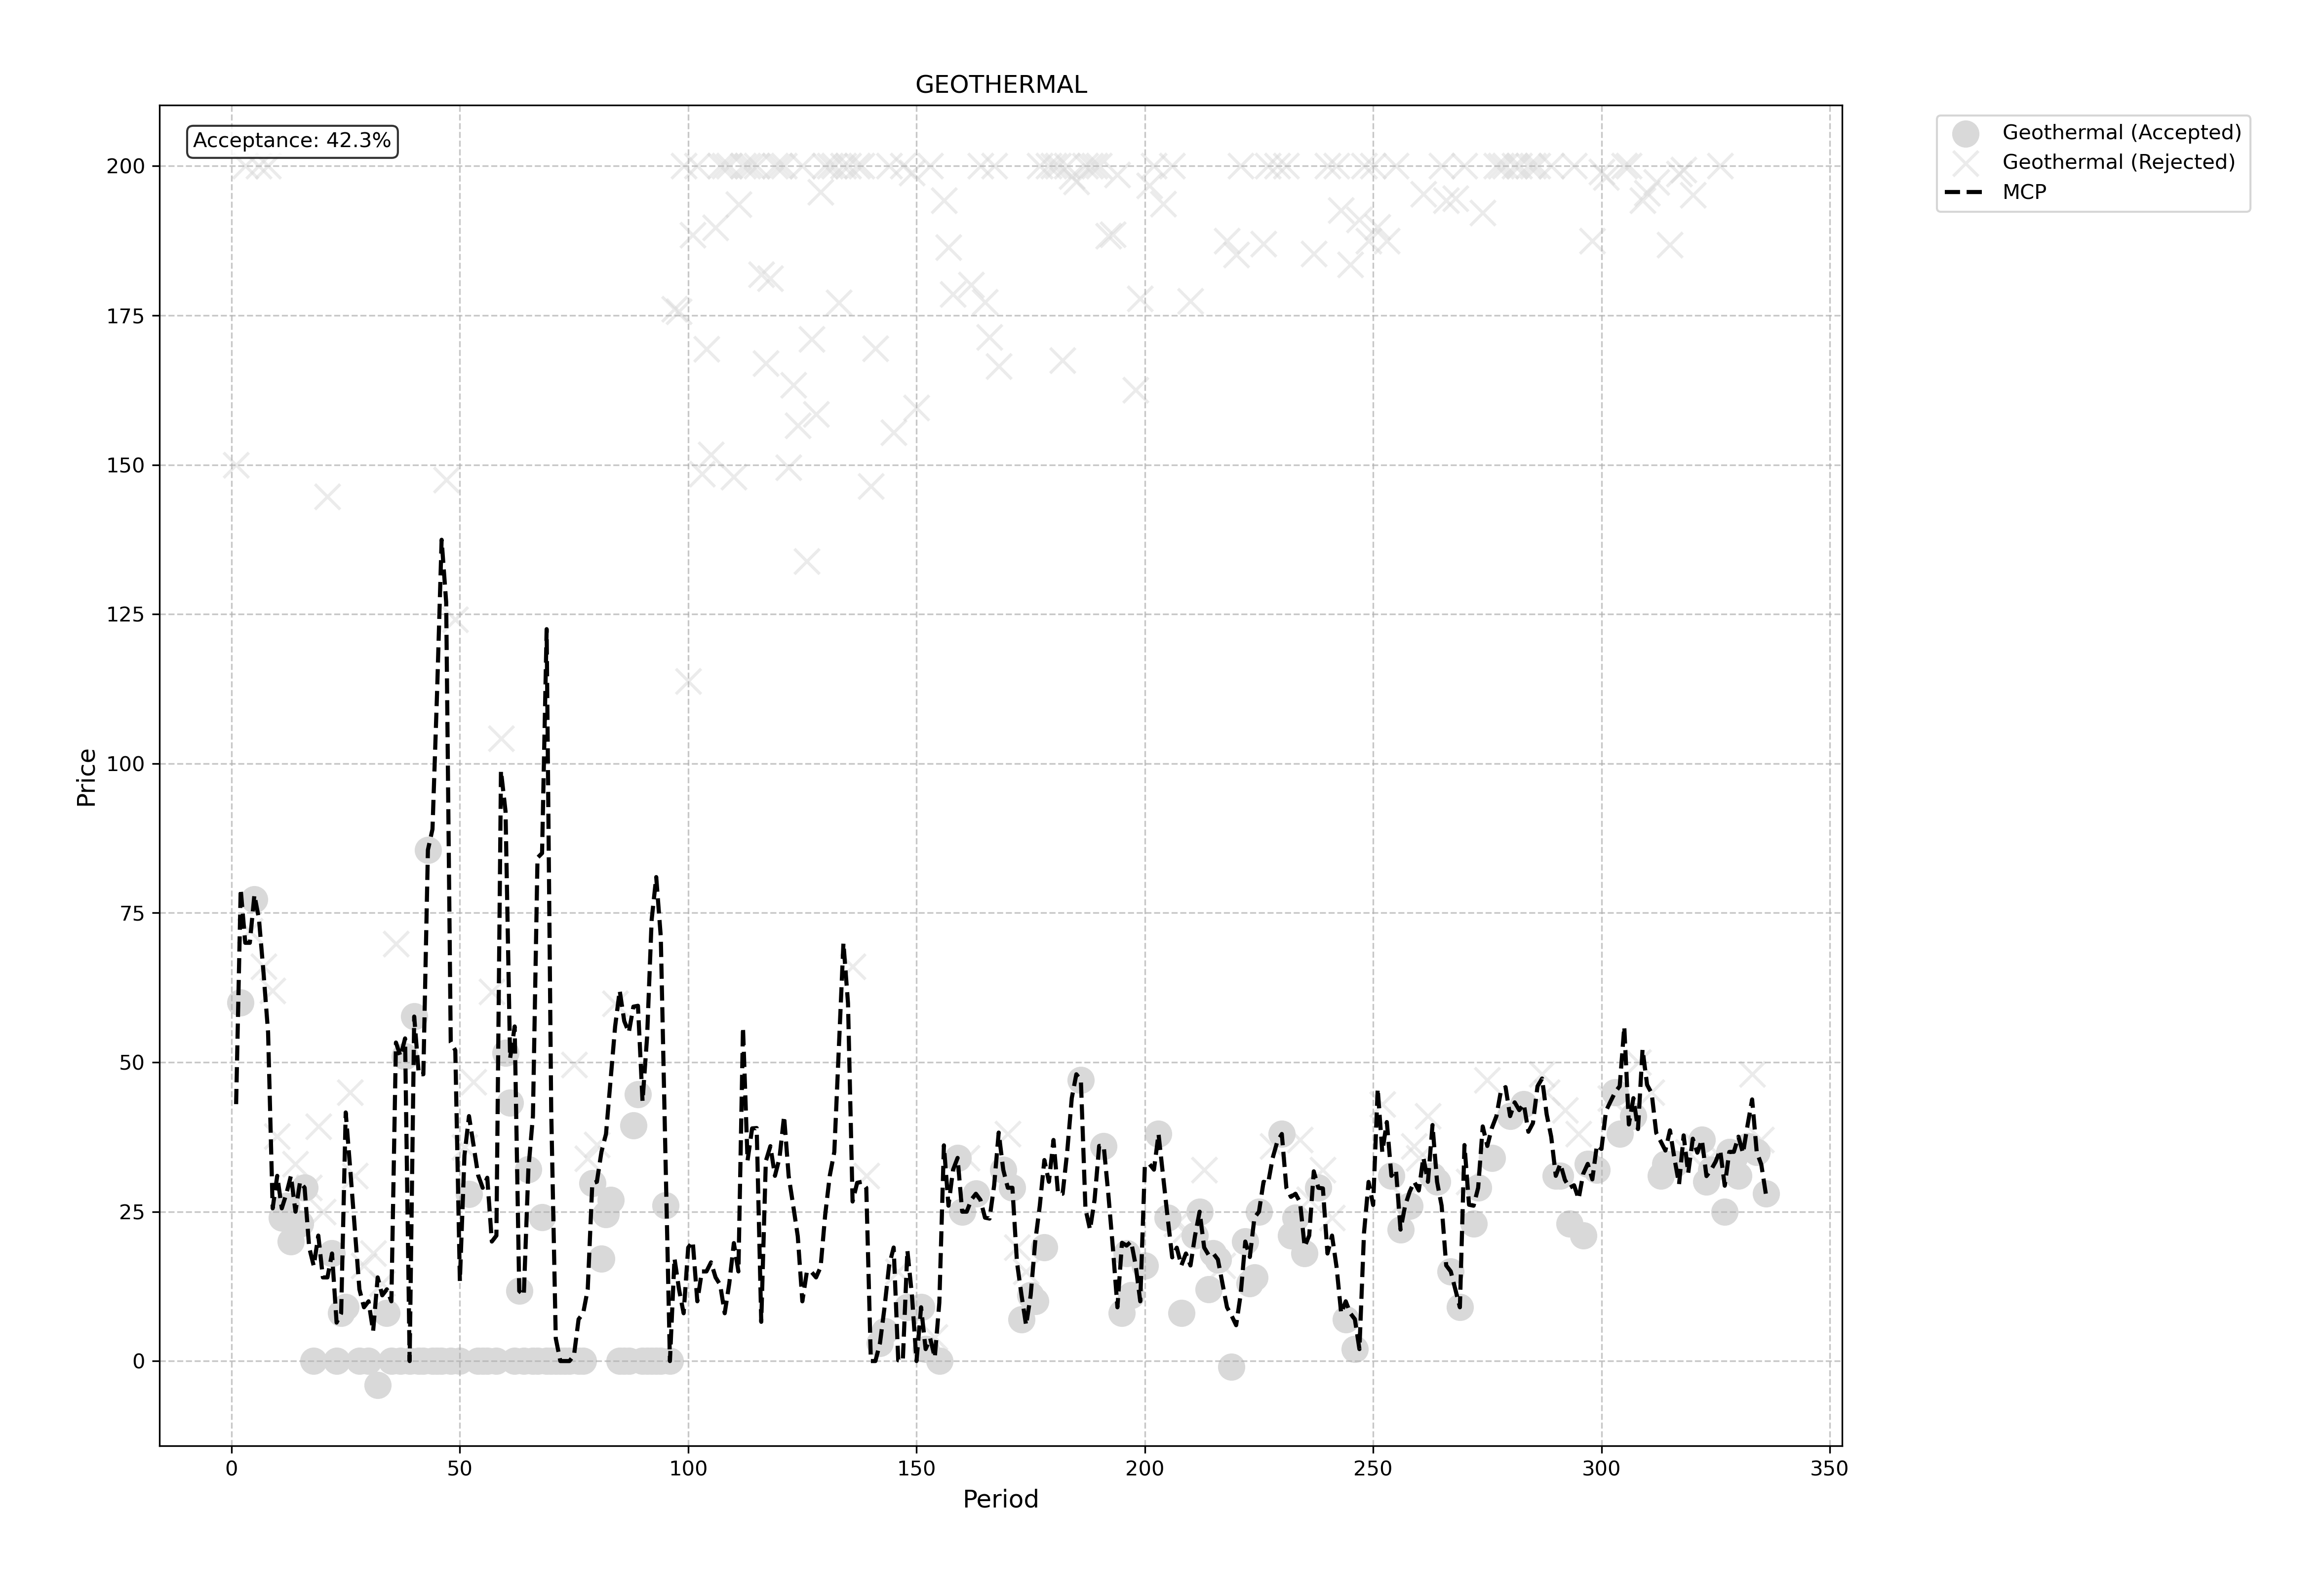 GEOTHERMAL
Acceptance: 42.3%
Geothermal (Accepted)
Geothermal (Rejected)
MCP
200
175
150
125
100
75
50
25
0
Price
0 50 100 150 200 250 300 350
Period